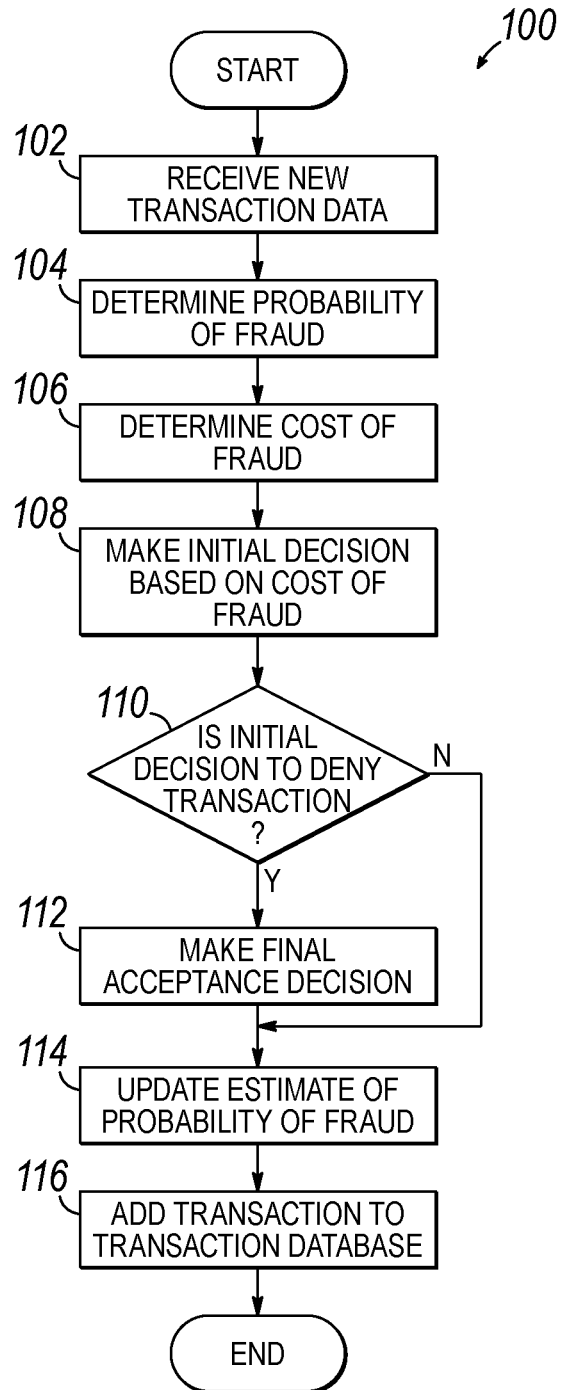 100
START
102
RECEIVE NEW
TRANSACTION DATA
104
DETERMINE PROBABILITY
OF FRAUD
106
DETERMINE COST OF
FRAUD
108
MAKE INITIAL DECISION
BASED ON COST OF
FRAUD
110
IS INITIAL
DECISION TO DENY
TRANSACTION
?
N
Y
112
MAKE FINAL
ACCEPTANCE DECISION
114
UPDATE ESTIMATE OF
PROBABILITY OF FRAUD
116
ADD TRANSACTION TO
TRANSACTION DATABASE
END